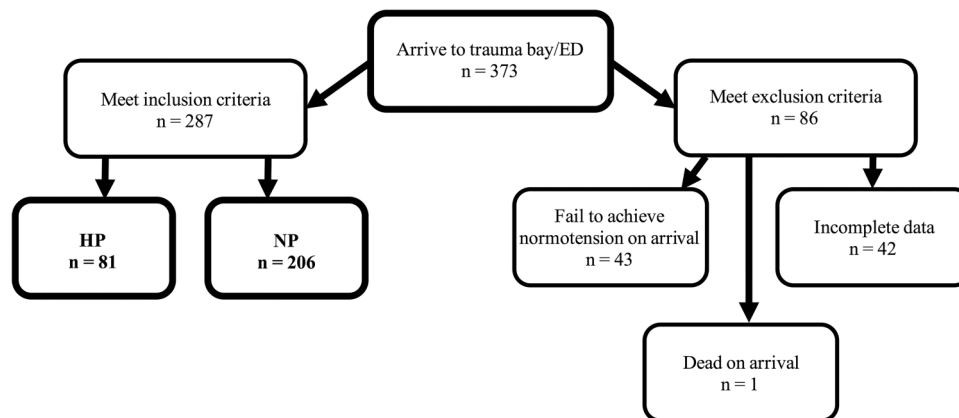 Arrive to trauma bay/ED
n = 373
Meet inclusion criteria
n = 287
Meet exclusion criteria
n = 86
HP
n = 81
NP
n = 206
Fail to achieve
normotension on arrival
n = 43
Incomplete data
n = 42
Dead on arrival
n = 1